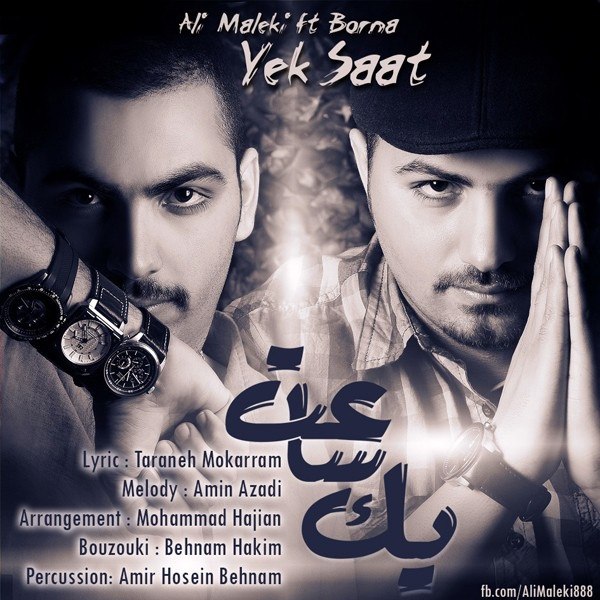 Ali Maleki ft Borna
Yek Saat
یک ساعت
Lyric : Taraneh Mokarram
Melody : Amin Azadi
Arrangement : Mohammad Hajian
Bouzouki : Behnam Hakim
Percussion: Amir Hosein Behnam
fb.com/AliMaleki888